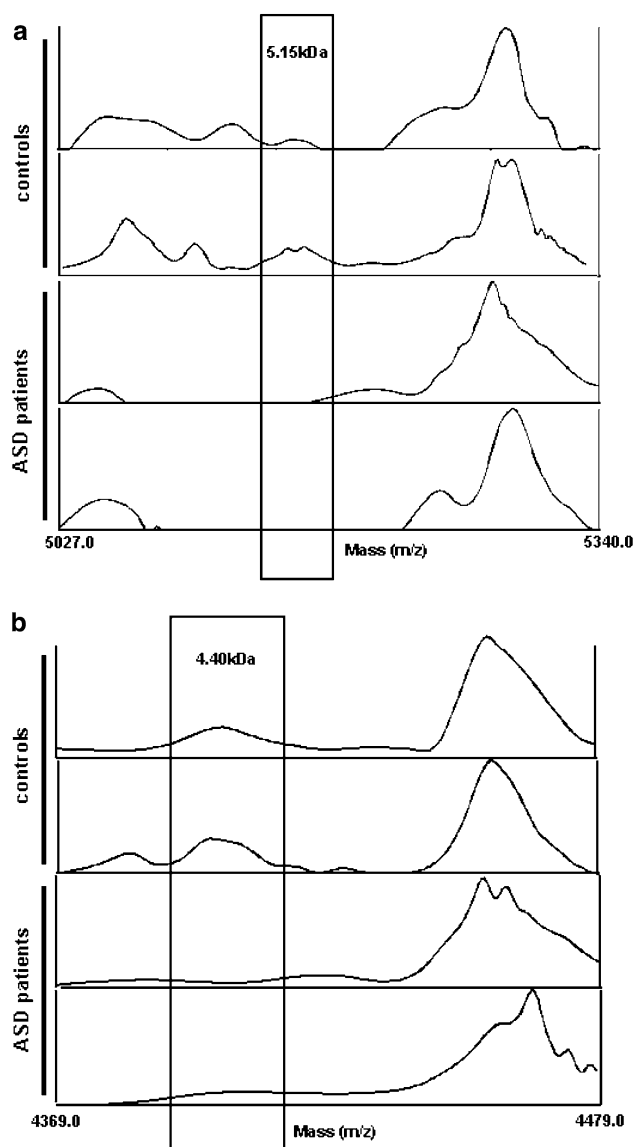 a
5.15kDa
controls
ASD patients
5027.0
Mass (m/z)
5340.0
b
4.40kDa
controls
ASD patients
4369.0
Mass (m/z)
4479.0